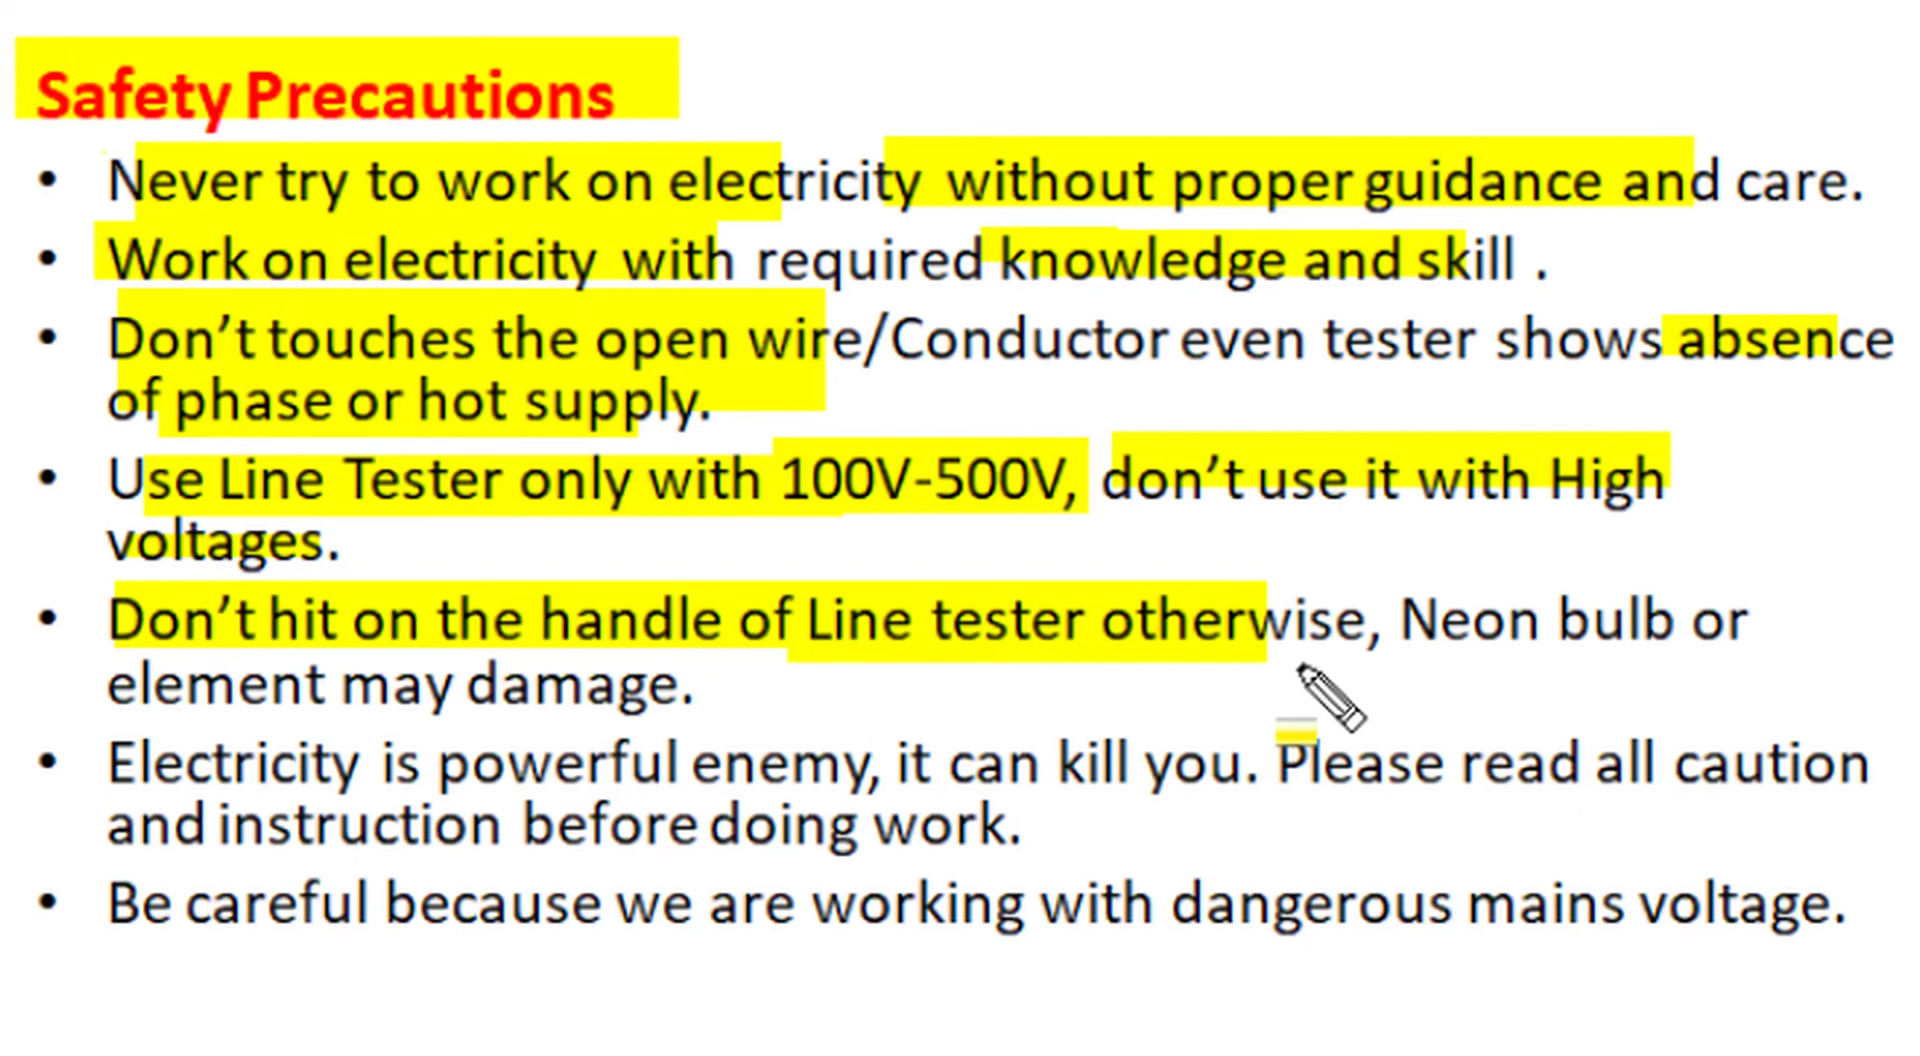 Safety Precautions
• Never try to work on electricity without proper guidance and care.
• Work on electricity with required knowledge and skill .
• Don't touches the open wire/Conductor even tester shows absence
of phase or hot supply.
• Use Line Tester only with 100V-500V, don't use it with High
voltages.
• Don't hit on the handle of Line tester otherwise, Neon bulb or
element may damage.
• Electricity is powerful enemy, it can kill you. Please read all caution
and instruction before doing work.
• Be careful because we are working with dangerous mains voltage.